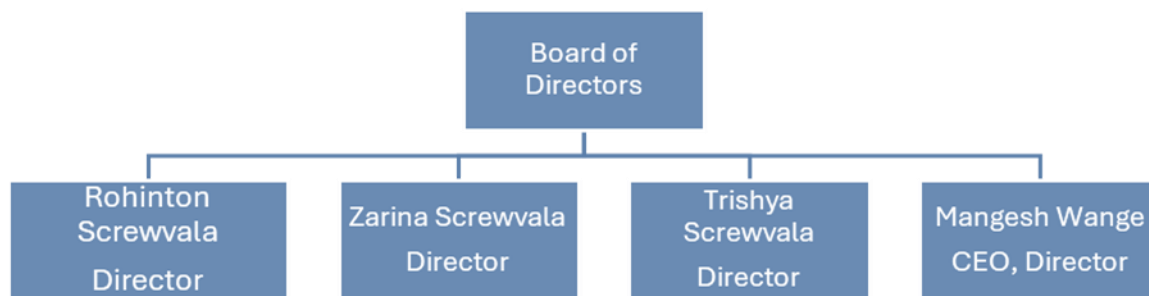 Board of
Directors
Rohinton
Screwvala
Director
Zarina Screwvala
Director
Trishya
Screwvala
Director
Mangesh Wange
CEO, Director